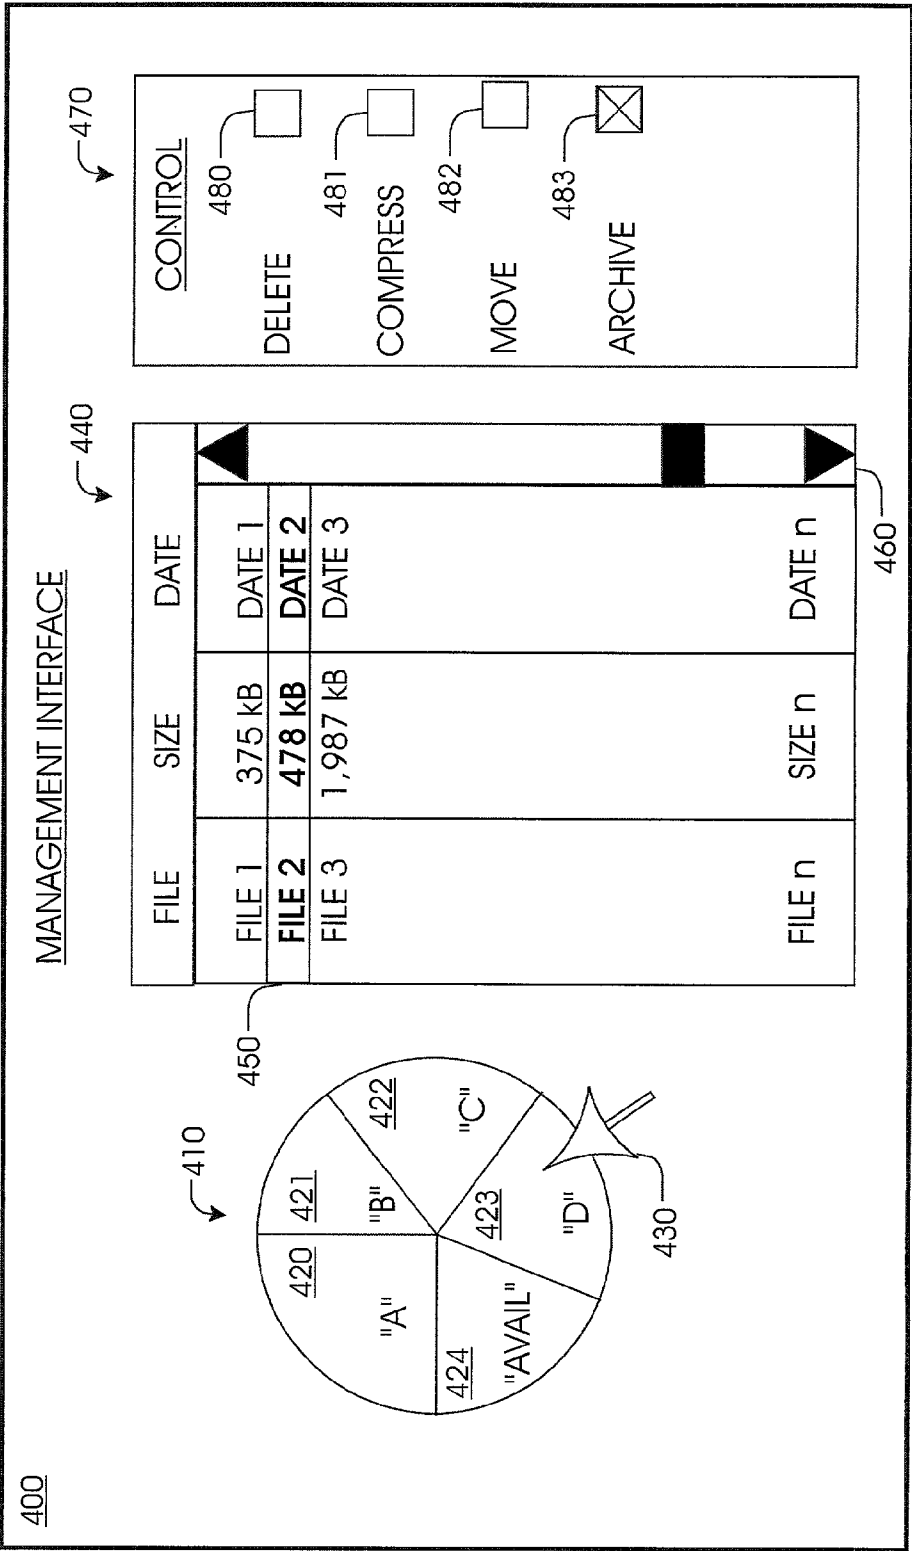 400
MANAGEMENT INTERFACE
410
420
421
"A"
"B"
422
"C"
423
"D"
424
"AVAIL"
430
440
FILE SIZE DATE
FILE 1 375 kB DATE 1
FILE 2 478 kB DATE 2
FILE 3 1,987 kB DATE 3
FILE n SIZE n DATE n
450
460
470
CONTROL
480
DELETE
481
COMPRESS
482
MOVE
483
ARCHIVE